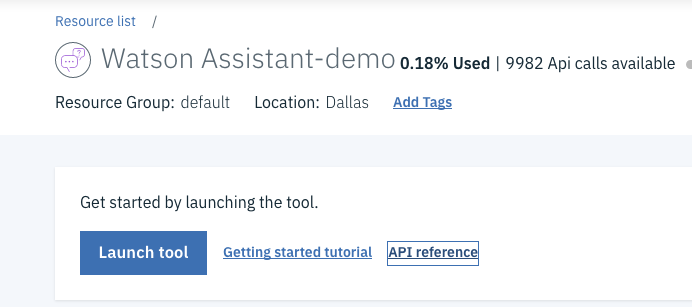 Resource list /
Watson Assistant-demo 0.18% Used | 9982 Api calls available
Resource Group: default Location: Dallas Add Tags
Get started by launching the tool.
Launch tool Getting started tutorial API reference